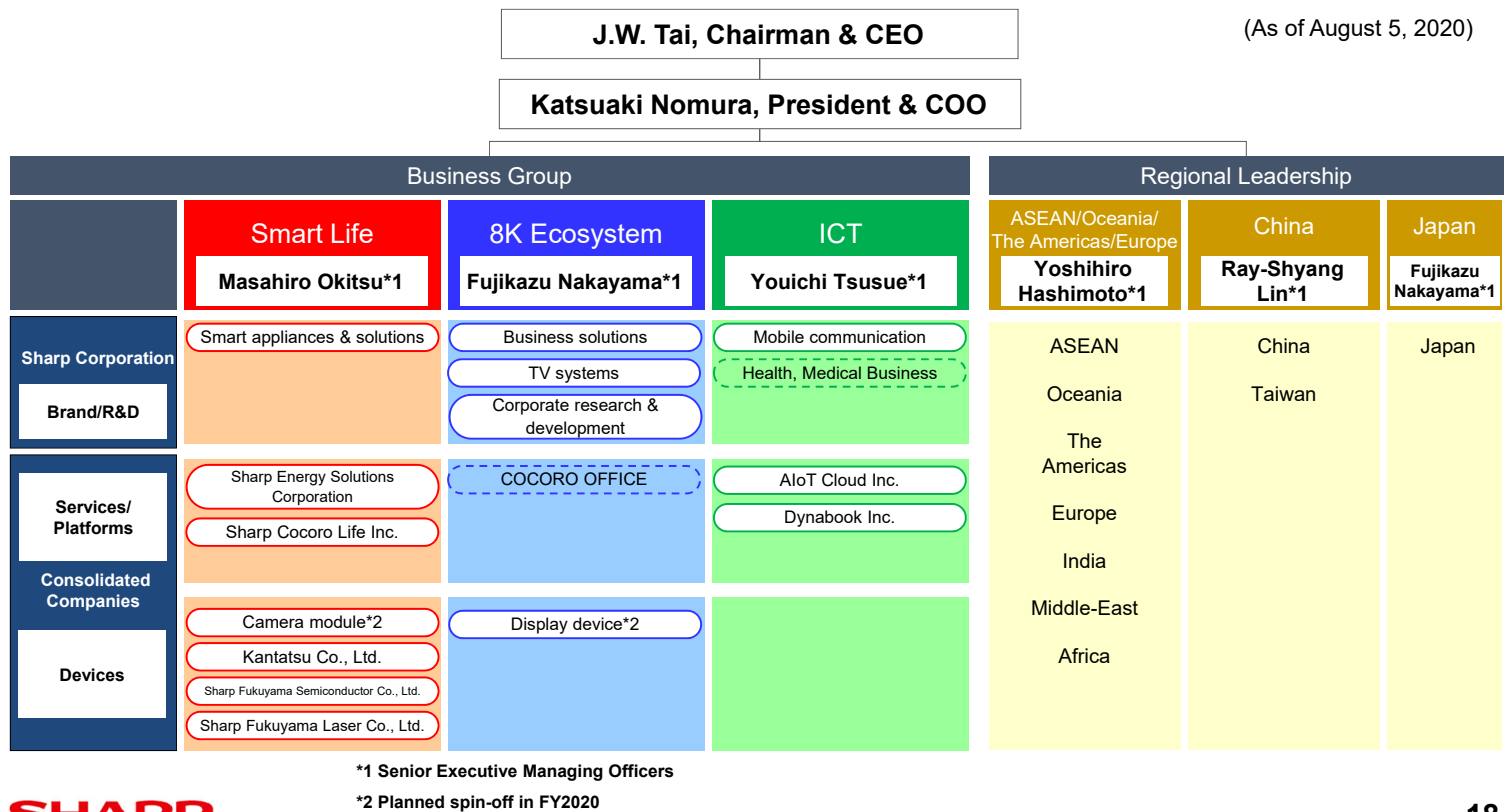 J.W. Tai, Chairman & CEO
(As of August 5, 2020)
Katsuaki Nomura, President & COO
Business Group
Regional Leadership
Smart Life
Masahiro Okitsu*1
8K Ecosystem
Fujikazu Nakayama*1
ICT
Youichi Tsusue*1
ASEAN/Oceania/
The Americas/Europe
Yoshihiro
Hashimoto*1
China
Ray-Shyang
Lin*1
Japan
Fujikazu
Nakayama*1
Sharp Corporation
Brand/R&D
Smart appliances & solutions
Business solutions
TV systems
Corporate research &
development
Mobile communication
Health, Medical Business
Services/
Platforms
Consolidated
Companies
Devices
Sharp Energy Solutions
Corporation
Sharp Cocoro Life Inc.
COCORO OFFICE
AIoT Cloud Inc.
Dynabook Inc.
Camera module*2
Kantatsu Co., Ltd.
Sharp Fukuyama Semiconductor Co., Ltd.
Sharp Fukuyama Laser Co., Ltd.
Display device*2
ASEAN
Oceania
The
Americas
Europe
India
Middle-East
Africa
China
Taiwan
Japan
*1 Senior Executive Managing Officers
*2 Planned spin-off in FY2020
SHARP
18